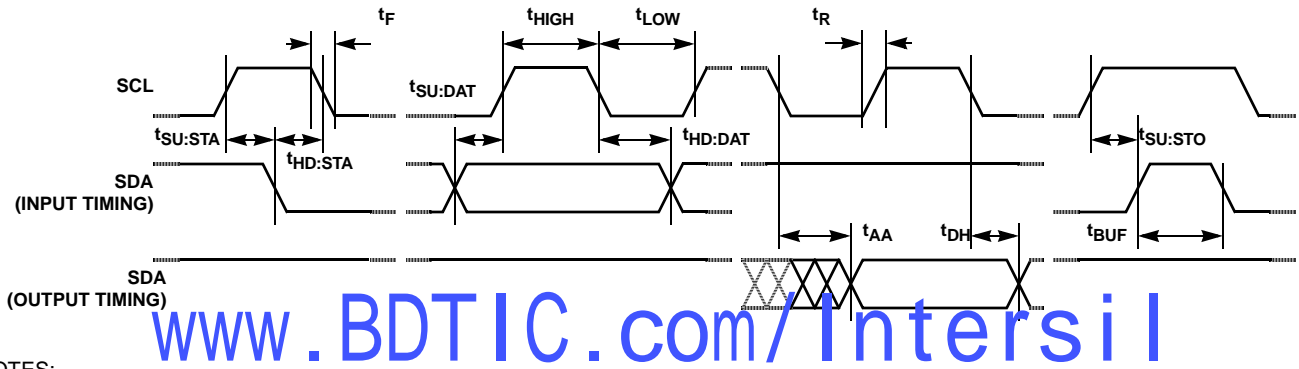 tF
tHIGH
tLOW
tR
SCL
tSU:DAT
tSU:STA
tHD:STA
tHD:DAT
tSU:STO
SDA
(INPUT TIMING)
tAA
tDH
tBUF
SDA
(OUTPUT TIMING)
www.BDTIC.com/Intersil